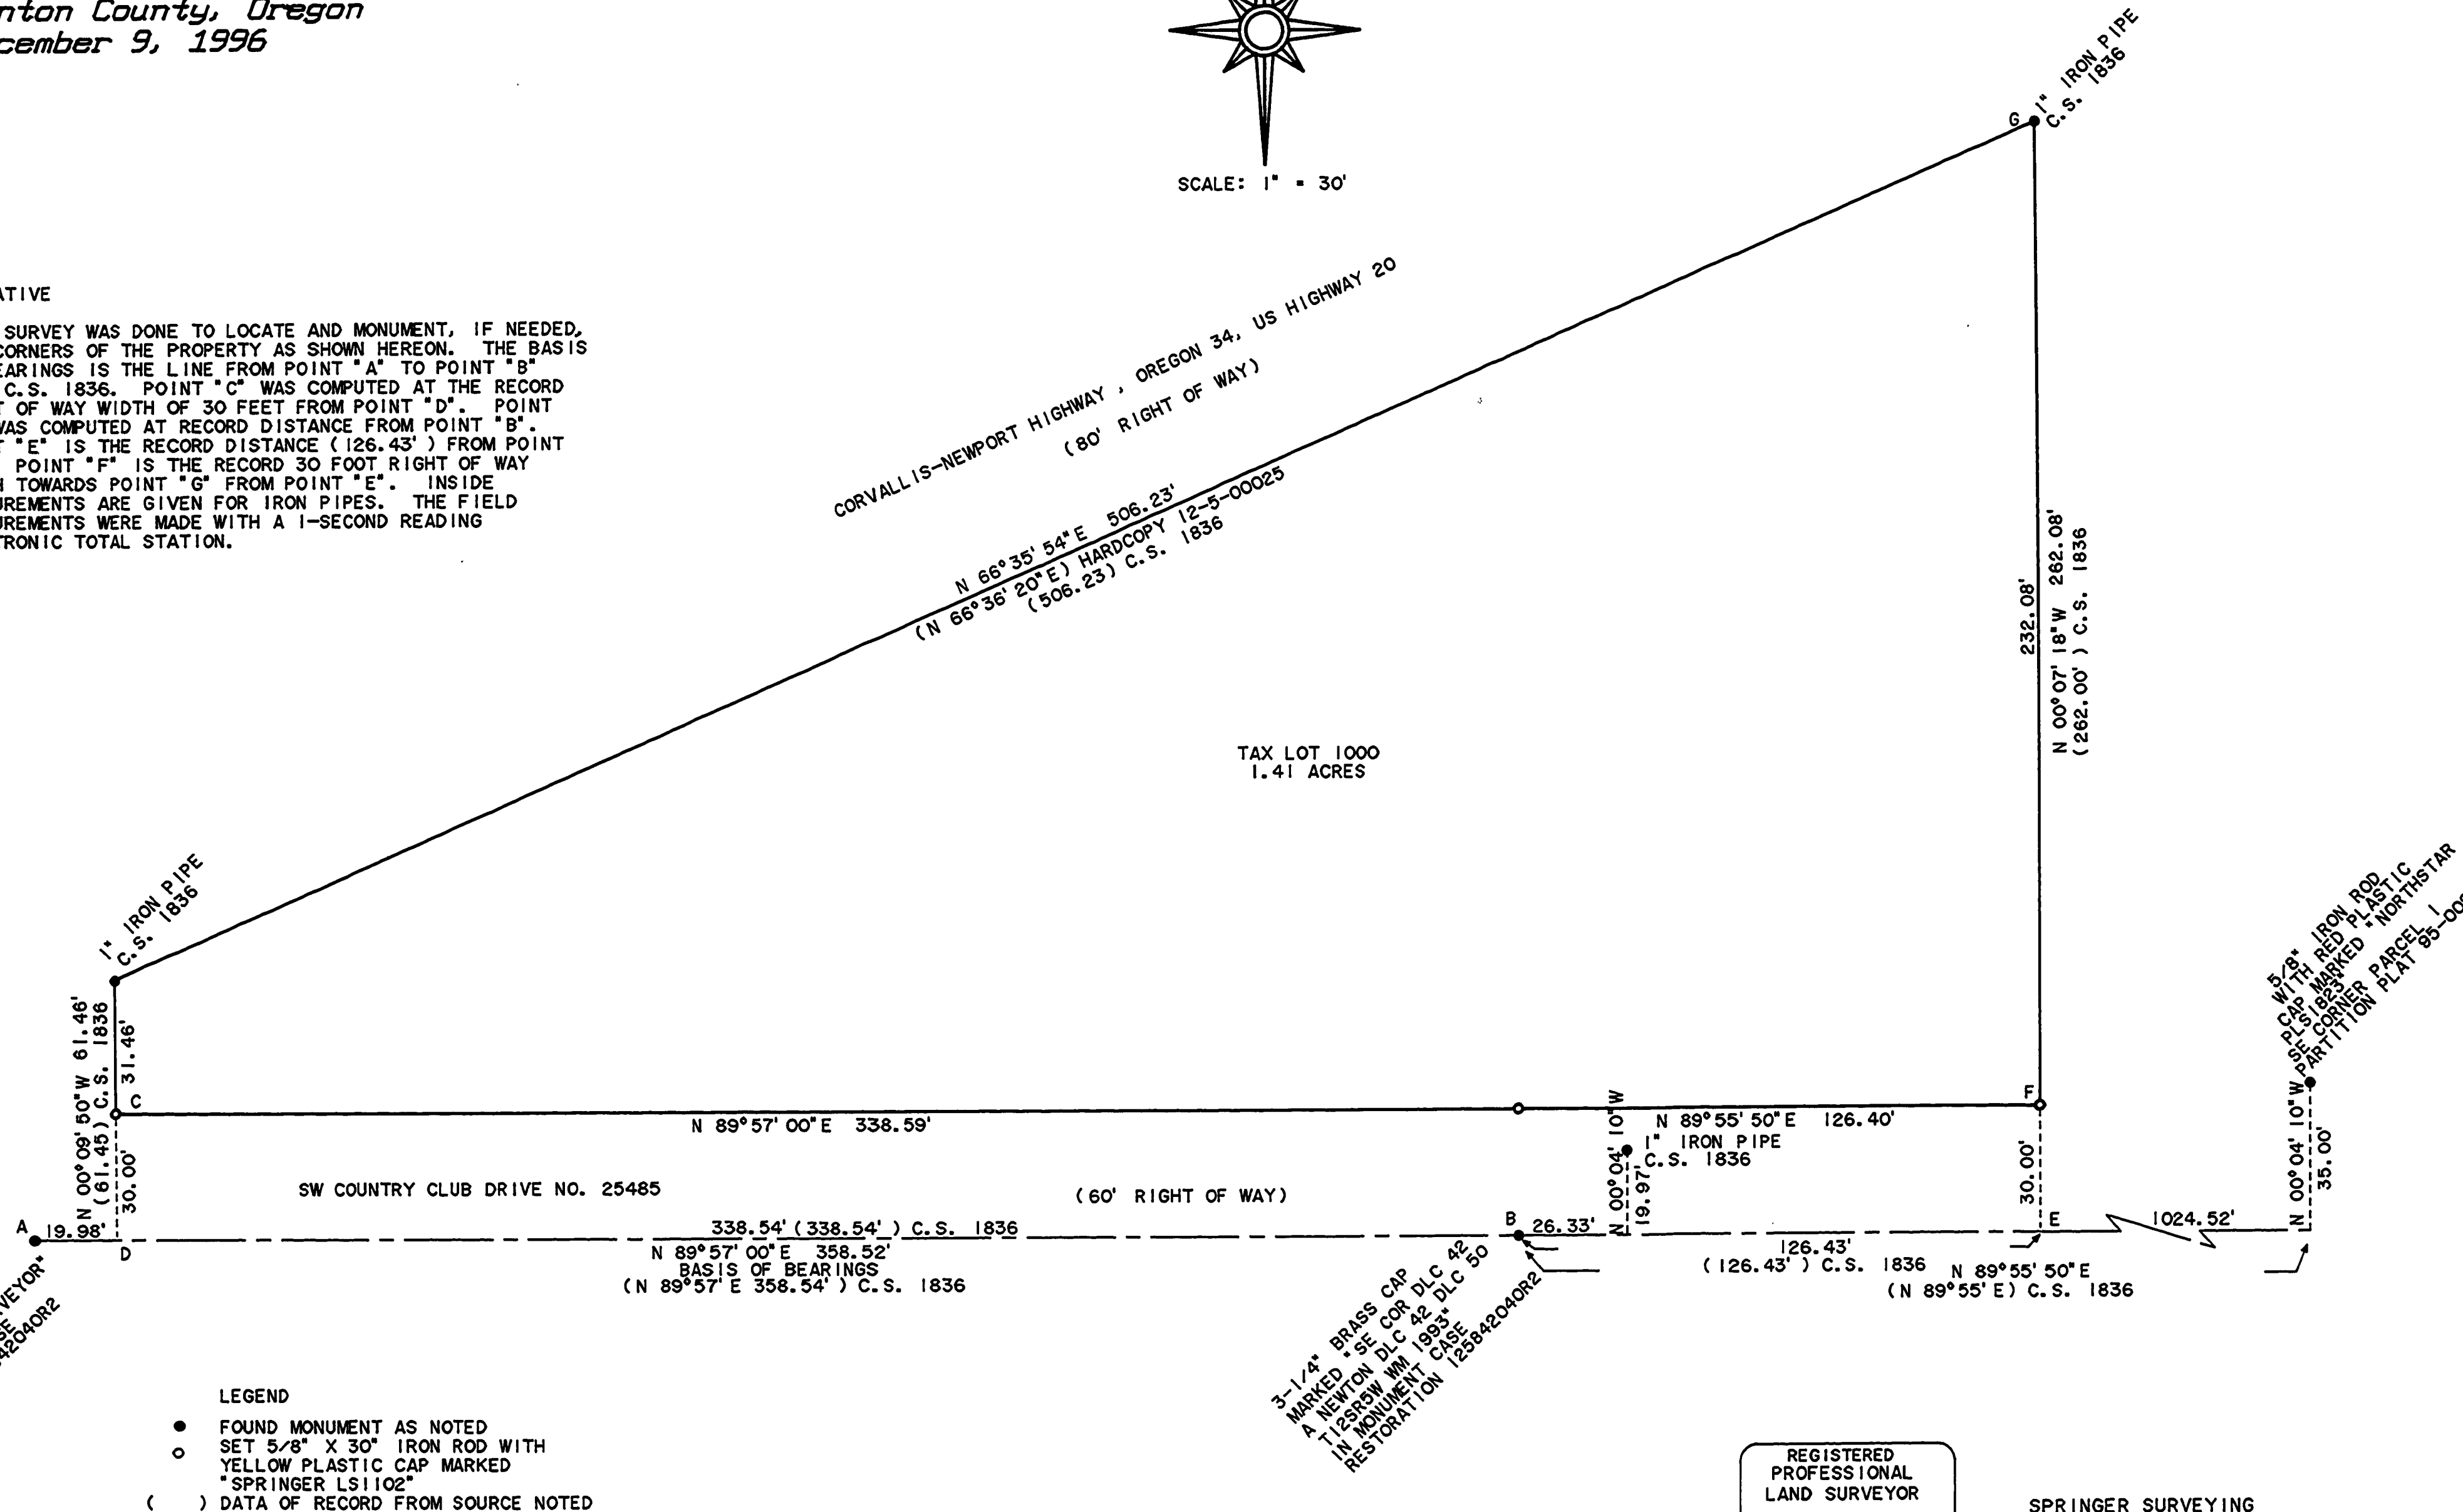 nton County, Oregon
cember 9, 1996
SCALE: 1" = 30'
ATIVE
SURVEY WAS DONE TO LOCATE AND MONUMENT, IF NEEDED,
CORNERS OF THE PROPERTY AS SHOWN HEREON. THE BASIS
EARINGS IS THE LINE FROM POINT "A" TO POINT "B"
C.S. 1836. POINT "C" WAS COMPUTED AT THE RECORD
T OF WAY WIDTH OF 30 FEET FROM POINT "D". POINT
WAS COMPUTED AT RECORD DISTANCE FROM POINT "B".
T "E" IS THE RECORD DISTANCE (126.43') FROM POINT
POINT "F" IS THE RECORD 30 FOOT RIGHT OF WAY
H TOWARDS POINT "G" FROM POINT "E". INSIDE
UREMENTS ARE GIVEN FOR IRON PIPES. THE FIELD
UREMENTS WERE MADE WITH A 1-SECOND READING
TRONIC TOTAL STATION.
G
1" IRON PIPE
C.S. 1836
CORVALLIS-NEWPORT HIGHWAY , OREGON 34, US HIGHWAY 20
(80' RIGHT OF WAY)
N 66°35'54"E 506.23'
(N 66°36'20"E) HARDCOPY 12-5-00025
(506.23) C.S. 1836
232.08'
N 00°07'18"W 262.08'
(262.00') C.S. 1836
TAX LOT 1000
1.41 ACRES
1" IRON PIPE
C.S. 1836
N 00°09'50"W 61.46'
(61.45) C.S. 1836
31.46'
30.00'
C
N 89°57'00"E 338.59'
F
N 89°55'50"E 126.40'
1" IRON PIPE
C.S. 1836
N 00°04'10"W
19.97'
30.00'
5/8" IRON ROD
WITH RED PLASTIC
CAP MARKED "NORTHSTAR
PLS1823"
SE CORNER PARCEL 1
PARTITION PLAT 95-00
N 00°04'10"W
35.00'
SW COUNTRY CLUB DRIVE NO. 25485
(60' RIGHT OF WAY)
A
19.98'
D
338.54' (338.54') C.S. 1836
N 89°57'00"E 358.52'
BASIS OF BEARINGS
(N 89°57'E 358.54') C.S. 1836
B
26.33'
126.43'
(126.43') C.S. 1836
E
1024.52'
N 89°55'50"E
(N 89°55'E) C.S. 1836
VEYOR"
SE
42040R2
3-1/4" BRASS CAP
MARKED "SE COR DLC 42
A NEWTON DLC 42 DLC 50
T12SR5W WM 1993"
IN MONUMENT CASE
RESTORATION 125842040R2
LEGEND
FOUND MONUMENT AS NOTED
SET 5/8" X 30" IRON ROD WITH
YELLOW PLASTIC CAP MARKED
"SPRINGER LS1102"
( ) DATA OF RECORD FROM SOURCE NOTED
REGISTERED
PROFESSIONAL
LAND SURVEYOR
SPRINGER SURVEYING